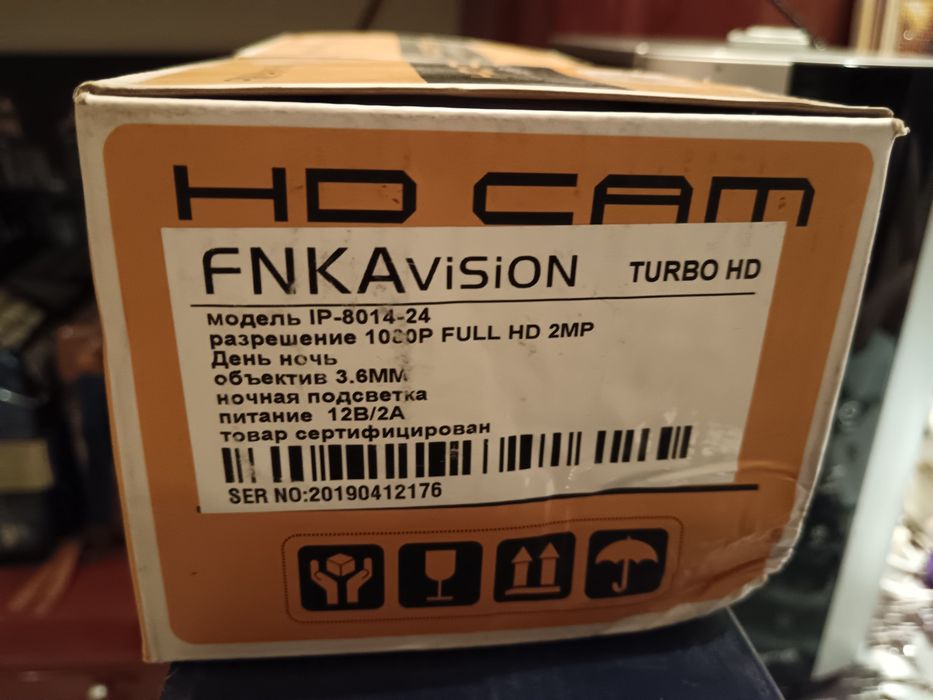 HD CAM
FNKAViSiON TURBO HD
модель IP-8014-24
разрешение 1080P FULL HD 2MP
День ночь
объектив 3.6ММ
ночная подсветка
питание 12В/2А
товар сертифицирован
SER NO:20190412176